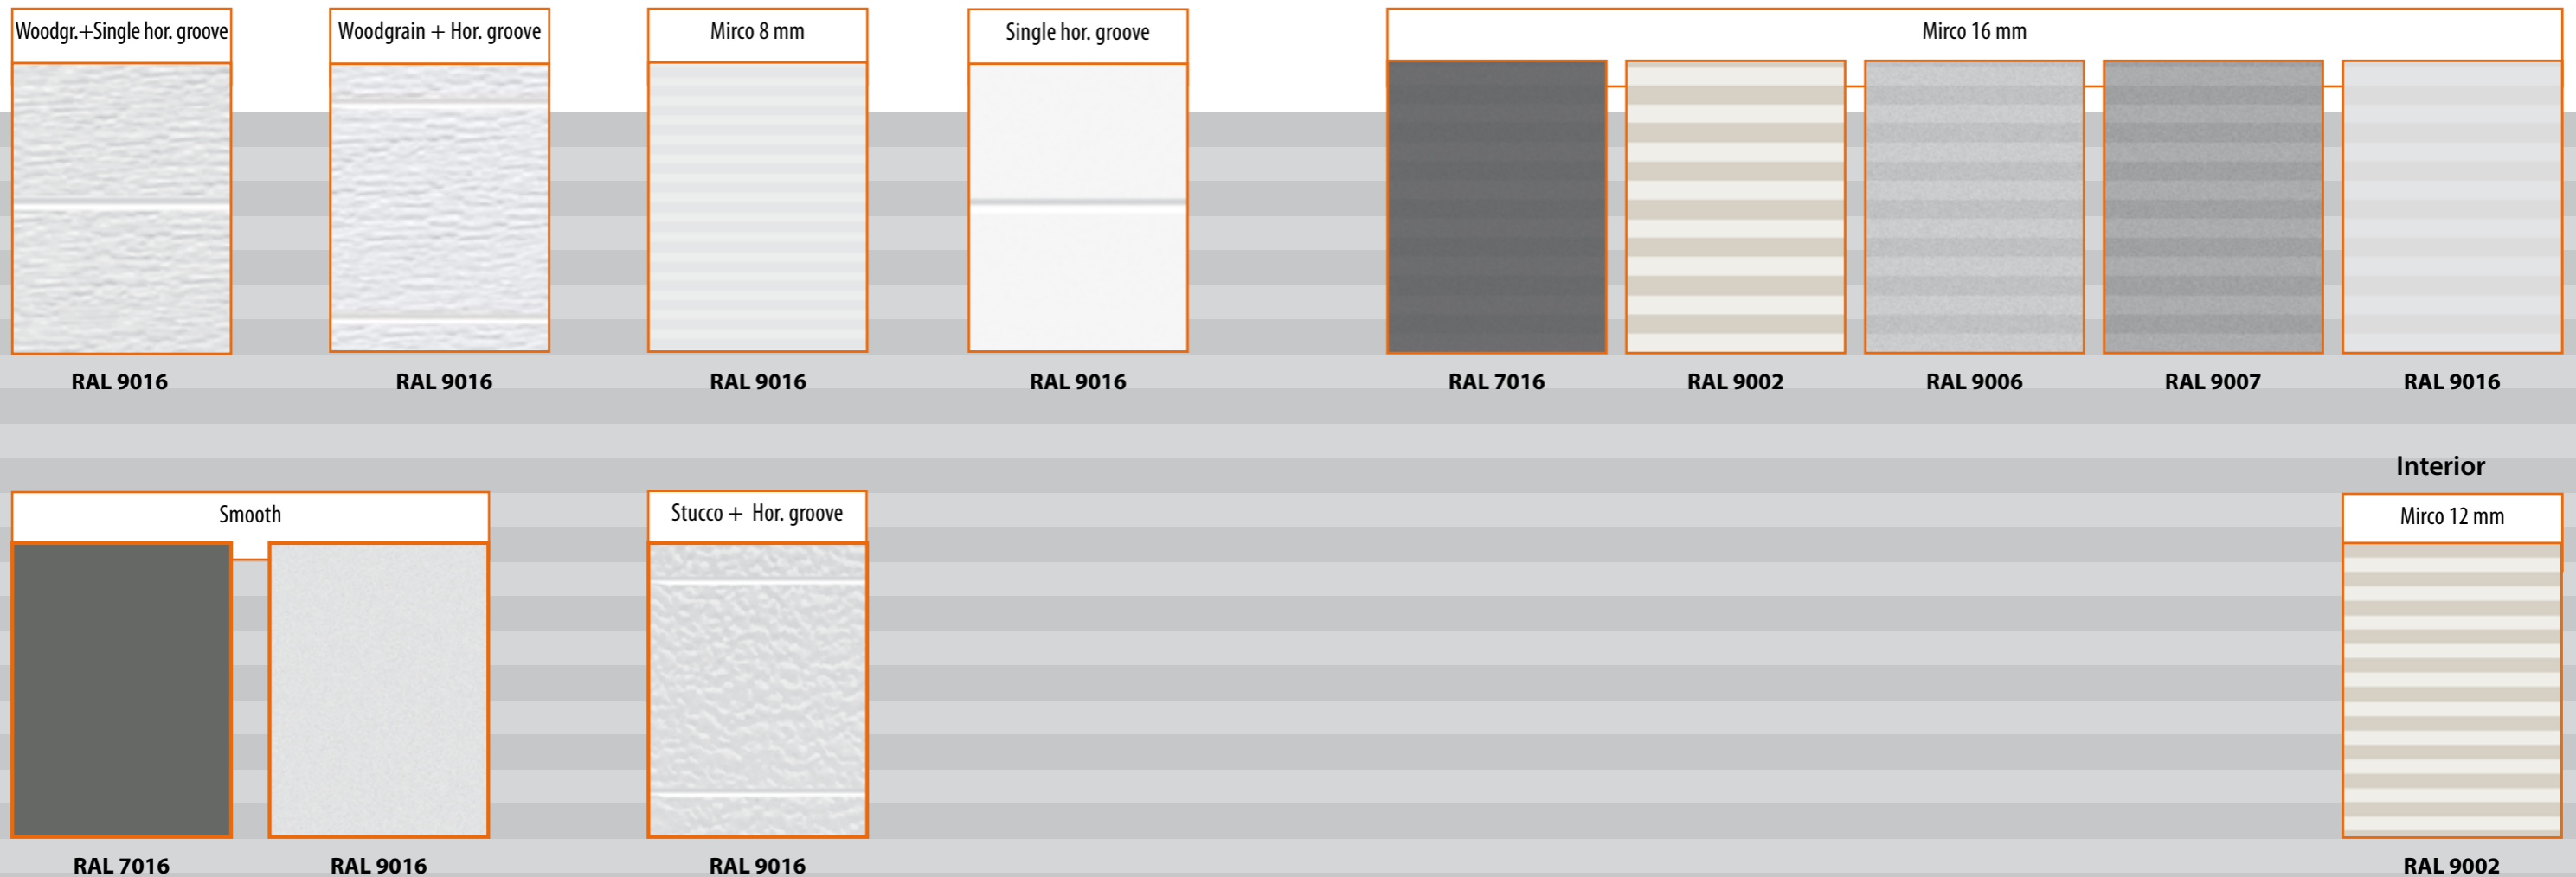 Woodgr.+Single hor. groove
Woodgrain + Hor. groove
Mirco 8 mm
Single hor. groove
Mirco 16 mm
RAL 9016
RAL 9016
RAL 9016
RAL 9016
RAL 7016
RAL 9002
RAL 9006
RAL 9007
RAL 9016
Interior
Smooth
Stucco + Hor. groove
Mirco 12 mm
RAL 7016
RAL 9016
RAL 9016
RAL 9002